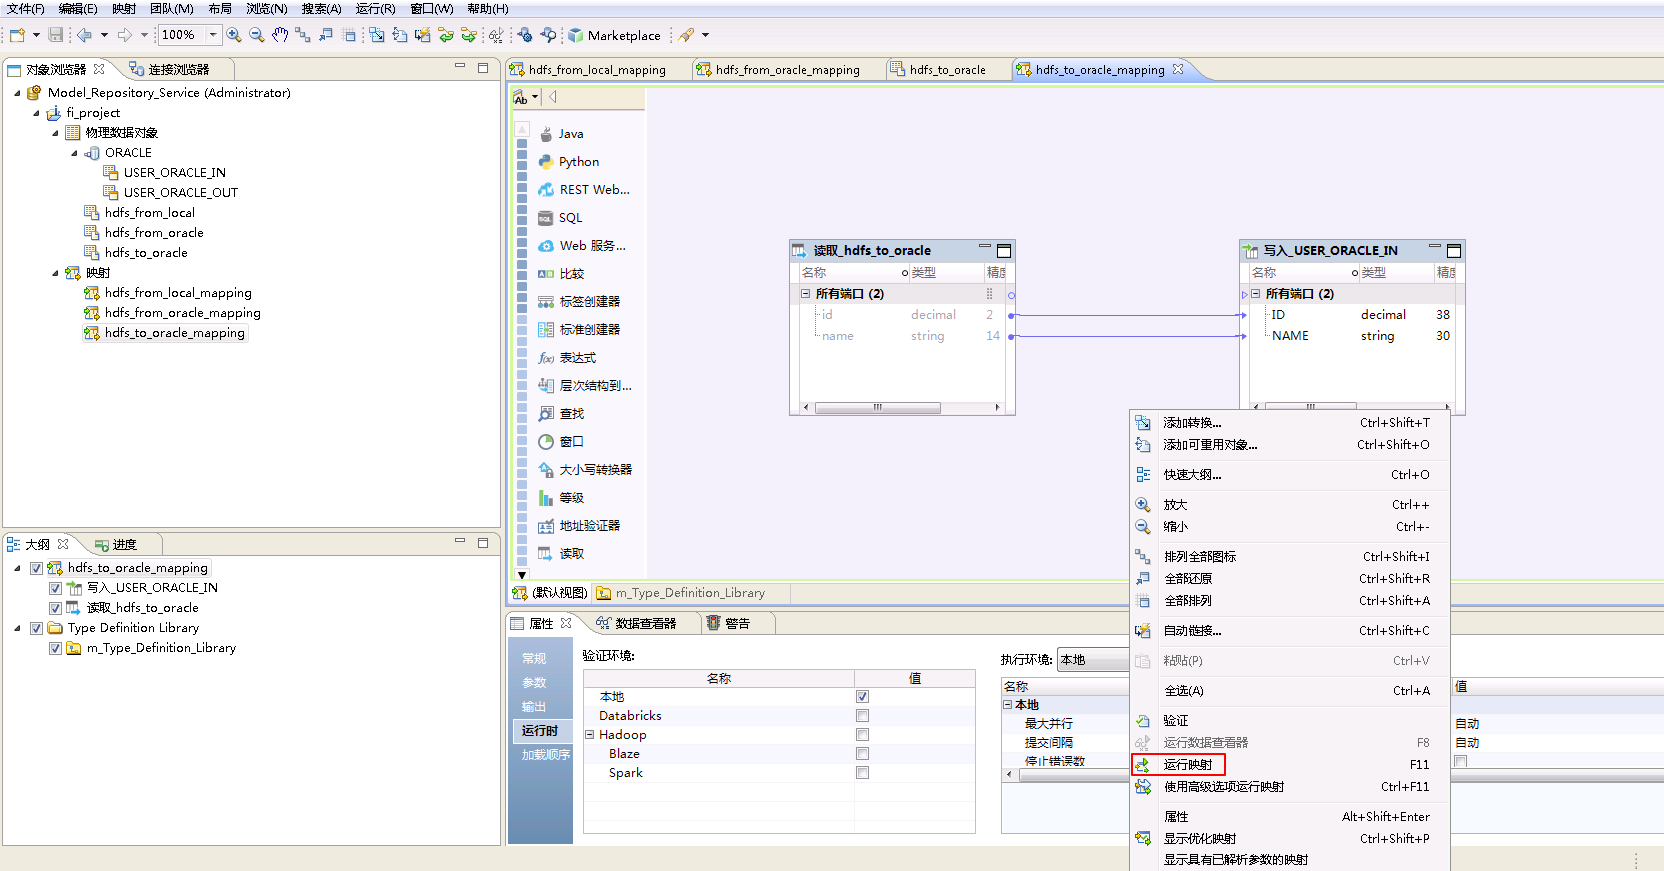 文件(F) 编辑(E) 映射 团队(M) 布局 浏览(N) 搜索(A) 运行(R) 窗口(W) 帮助(H)
100% Marketplace
对象浏览器 连接浏览器
Model_Repository_Service (Administrator)
fi_project
物理数据对象
ORACLE
USER_ORACLE_IN
USER_ORACLE_OUT
hdfs_from_local
hdfs_from_oracle
hdfs_to_oracle
映射
hdfs_from_local_mapping
hdfs_from_oracle_mapping
hdfs_to_oracle_mapping
大纲 进度
hdfs_to_oracle_mapping
写入_USER_ORACLE_IN
读取_hdfs_to_oracle
Type Definition Library
m_Type_Definition_Library
hdfs_from_local_mapping hdfs_from_oracle_mapping hdfs_to_oracle hdfs_to_oracle_mapping
Ab
Java
Python
REST Web...
SQL
Web 服务...
比较
标签创建器
标准创建器
表达式
层次结构到...
查找
窗口
大小写转换器
等级
地址验证器
读取
读取_hdfs_to_oracle
名称 类型 精度
所有端口 (2)
id decimal 2
name string 14
写入_USER_ORACLE_IN
名称 类型 精度
所有端口 (2)
ID decimal 38
NAME string 30
(默认视图) m_Type_Definition_Library
属性 数据查看器 警告
常规
参数
输出
运行时
加载顺序
验证环境:
名称 值
本地
Databricks
Hadoop
Blaze
Spark
执行环境: 本地
名称 值
本地
最大并行 自动
提交间隔 自动
停止错误数
添加转换... Ctrl+Shift+T
添加可重用对象... Ctrl+Shift+O
快速大纲... Ctrl+O
放大 Ctrl++
缩小 Ctrl+-
排列全部图标 Ctrl+Shift+I
全部还原 Ctrl+Shift+R
全部排列 Ctrl+Shift+A
自动链接... Ctrl+Shift+C
粘贴(P) Ctrl+V
全选(A) Ctrl+A
验证
运行数据查看器 F8
运行映射 F11
使用高级选项运行映射 Ctrl+F11
属性 Alt+Shift+Enter
显示优化映射 Ctrl+Shift+P
显示具有已解析参数的映射